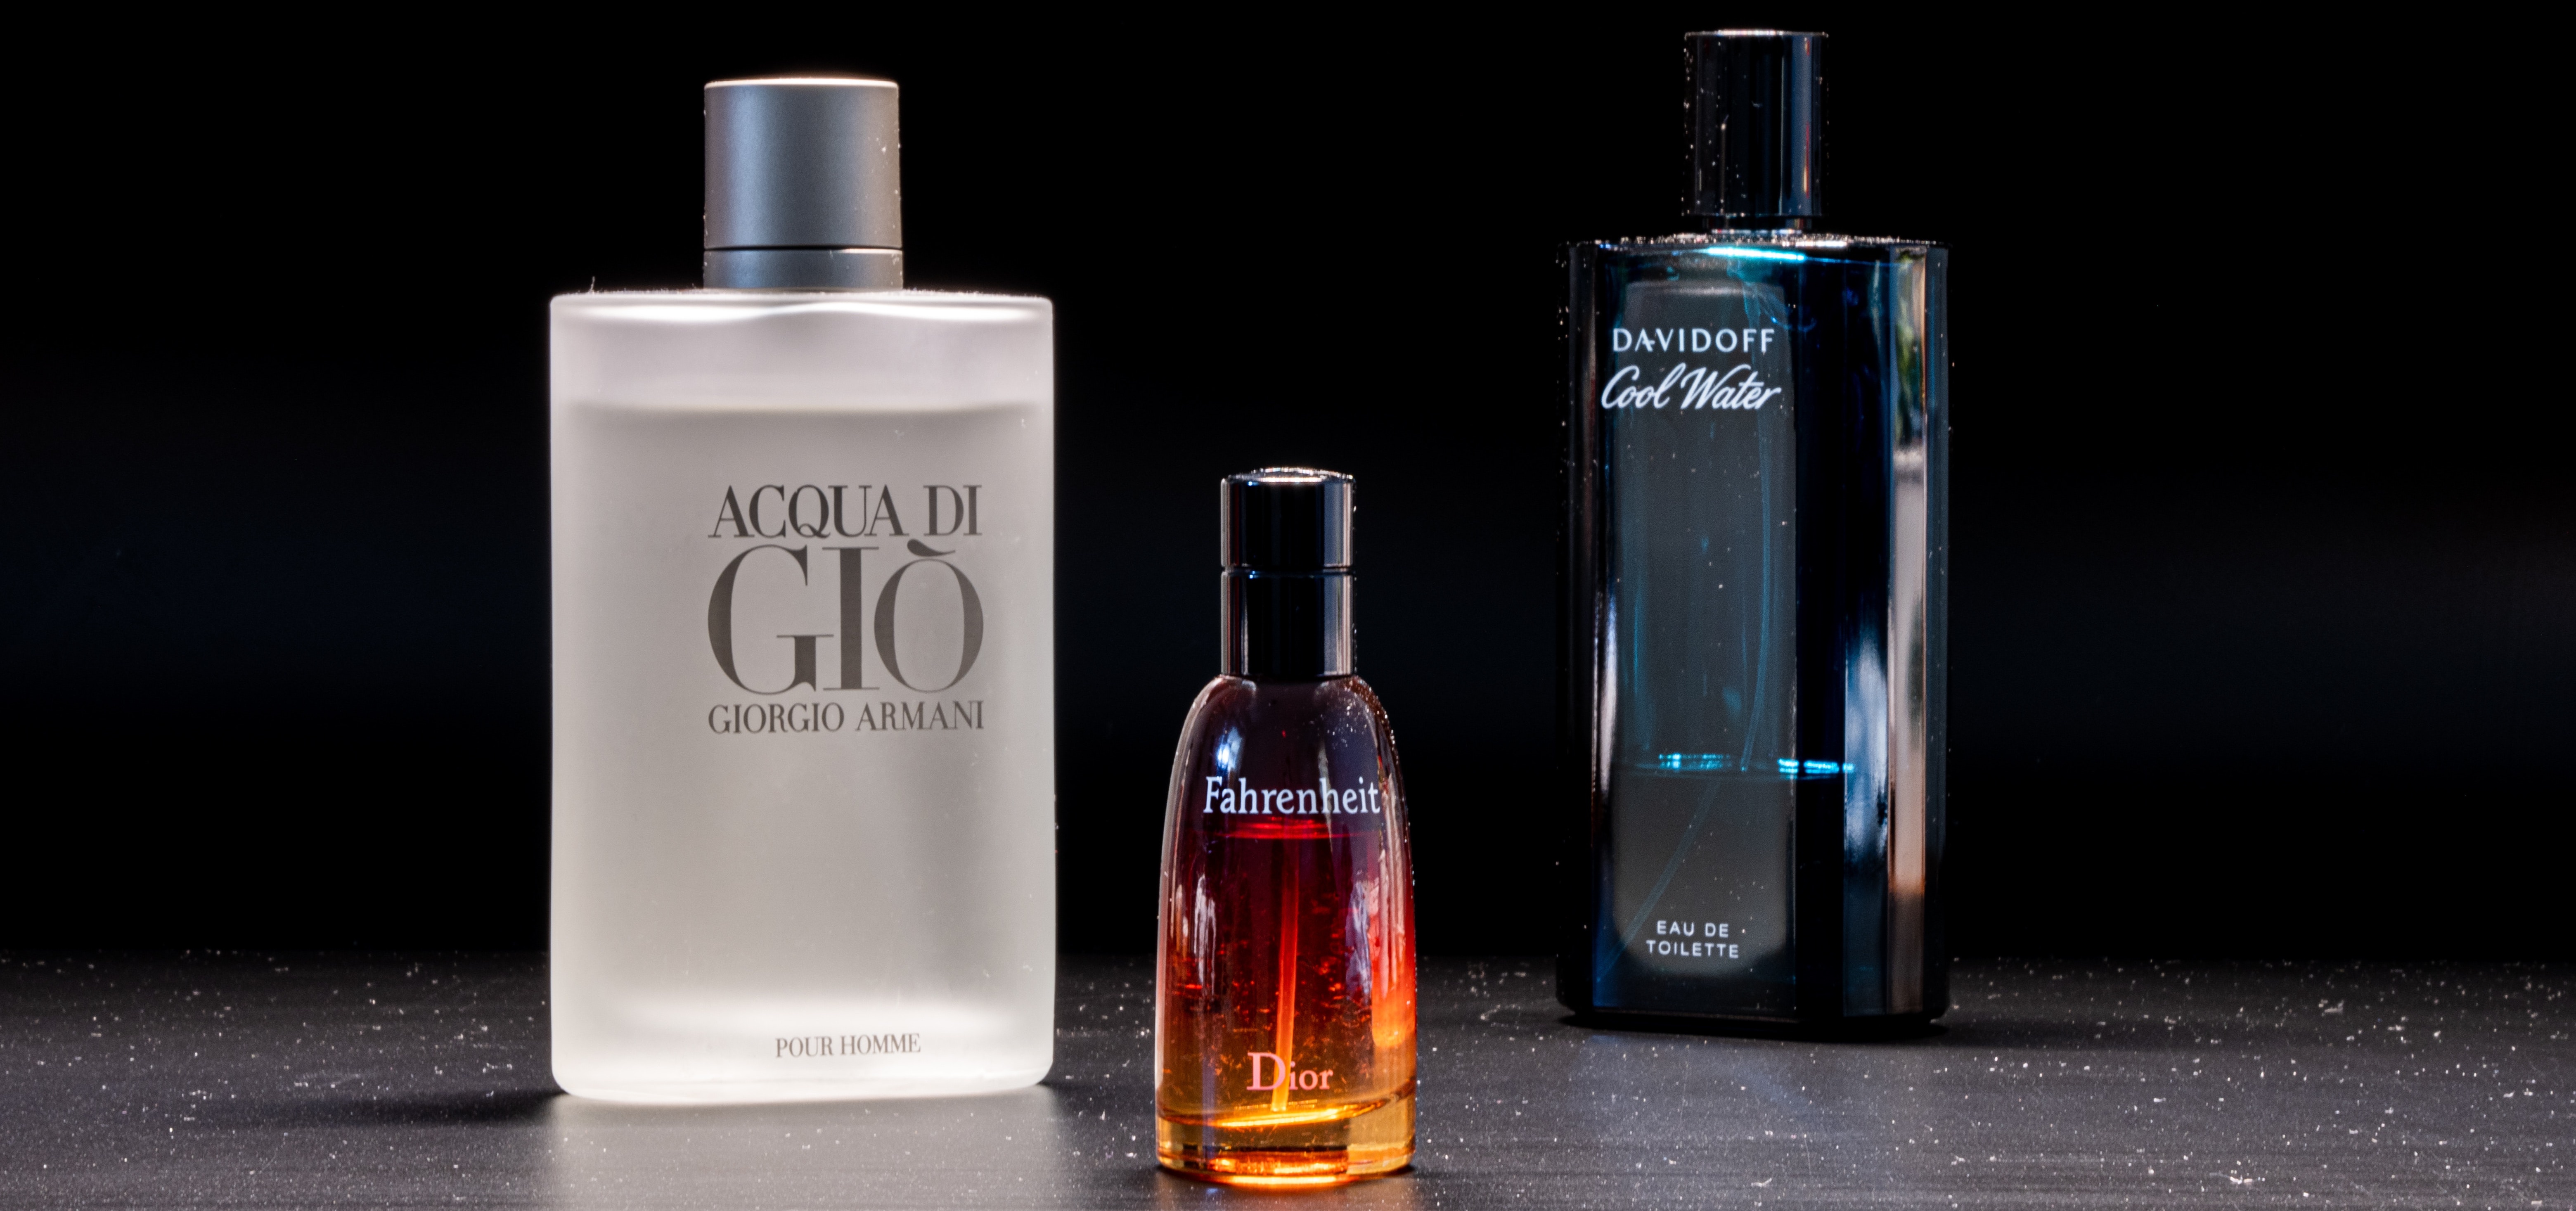 ACQUA DI
GIÒ
GIORGIO ARMANI
POUR HOMME
Fahrenheit
Dior
DAVIDOFF
Cool Water
EAU DE
TOILETTE